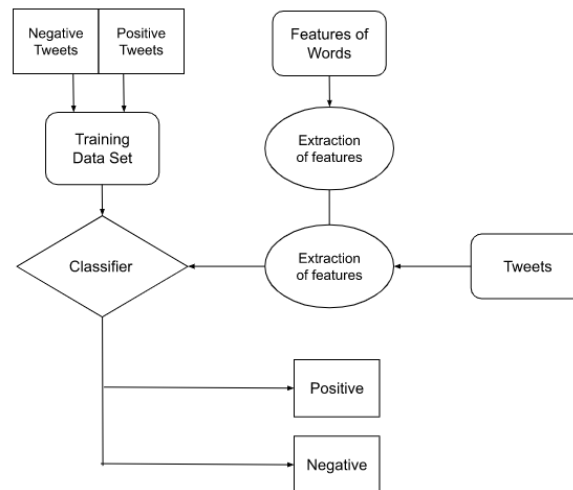 Negative
Tweets
Positive
Tweets
Features of
Words
Training
Data Set
Extraction
of features
Classifier
Extraction
of features
Tweets
Positive
Negative